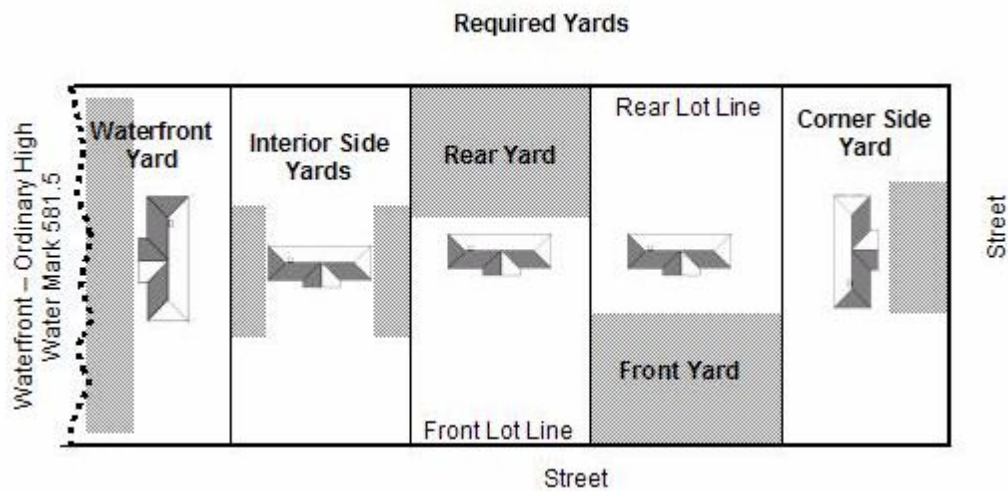 Required Yards
Waterfront – Ordinary High
Water Mark 581.5
Waterfront
Yard
Interior Side
Yards
Rear Yard
Front Lot Line
Rear Lot Line
Front Yard
Corner Side
Yard
Street
Street